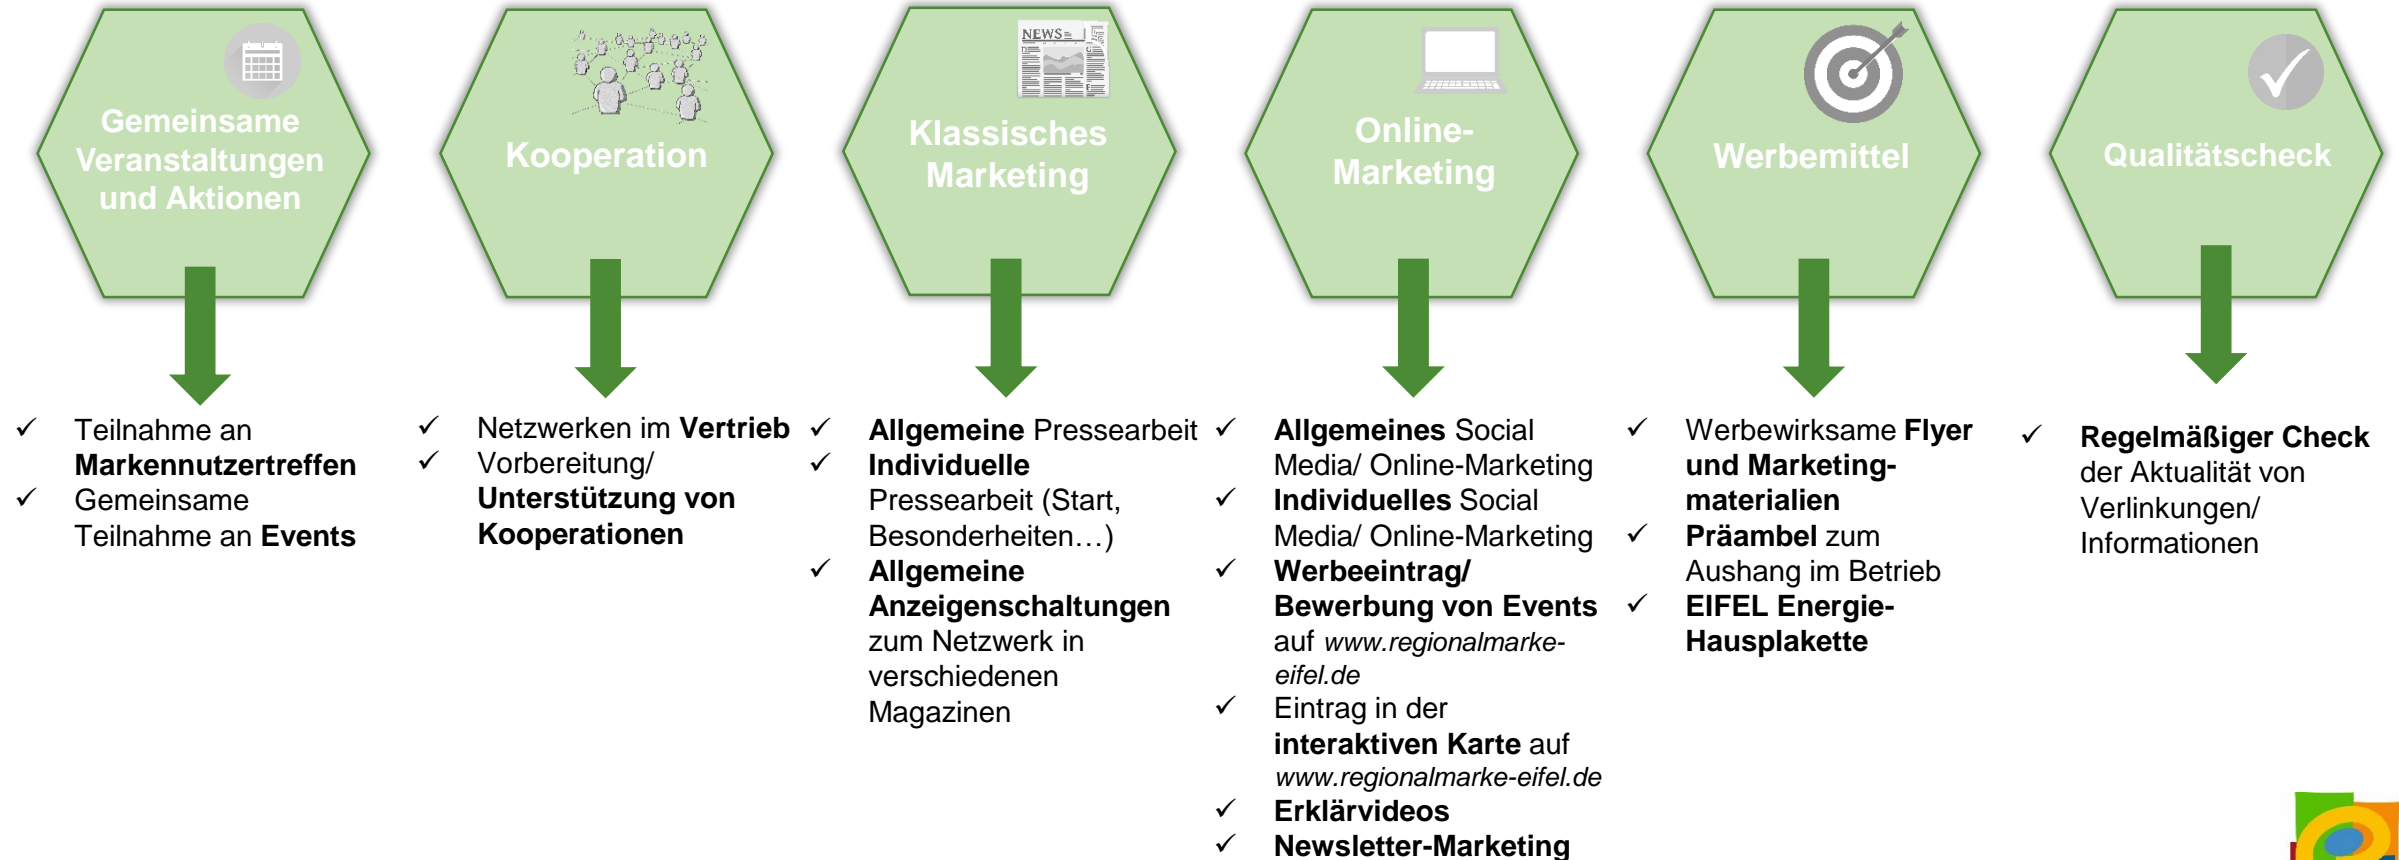 Gemeinsame
Veranstaltungen
und Aktionen
✓ Teilnahme an
Markennutzertreffen
✓ Gemeinsame
Teilnahme an Events
Kooperation
✓ Netzwerken im Vertrieb
✓ Vorbereitung/
Unterstützung von
Kooperationen
NEWS
Klassisches
Marketing
✓ Allgemeine Pressearbeit
✓ Individuelle
Pressearbeit (Start,
Besonderheiten…)
✓ Allgemeine
Anzeigenschaltungen
zum Netzwerk in
verschiedenen
Magazinen
Online-
Marketing
✓ Allgemeines Social
Media/ Online-Marketing
✓ Individuelles Social
Media/ Online-Marketing
✓ Werbeeintrag/
Bewerbung von Events
auf www.regionalmarke-
eifel.de
✓ Eintrag in der
interaktiven Karte auf
www.regionalmarke-eifel.de
✓ Erklärvideos
✓ Newsletter-Marketing
Werbemittel
✓ Werbewirksame Flyer
und Marketing-
materialien
✓ Präambel zum
Aushang im Betrieb
✓ EIFEL Energie-
Hausplakette
Qualitätscheck
✓ Regelmäßiger Check
der Aktualität von
Verlinkungen/
Informationen